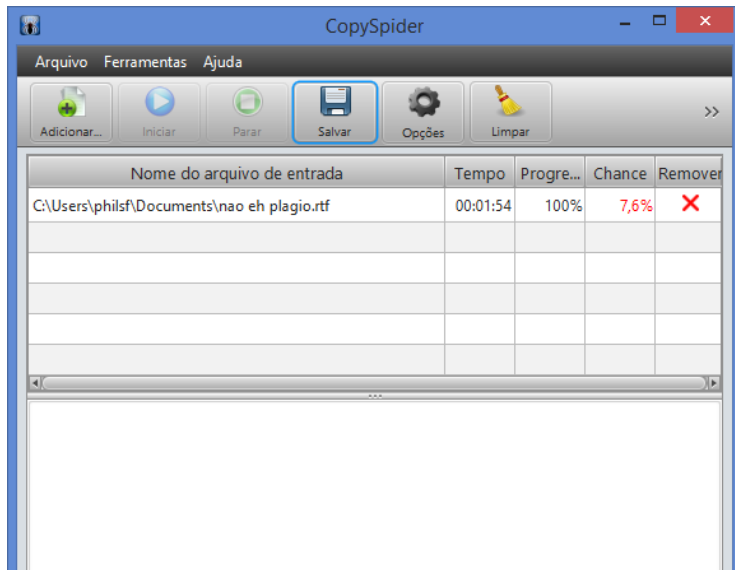 CopySpider
Arquivo Ferramentas Ajuda
Adicionar... Iniciar Parar Salvar Opções Limpar >>
Nome do arquivo de entrada Tempo Progre... Chance Remover
C:\Users\philsf\Documents\nao eh plagio.rtf 00:01:54 100% 7,6%